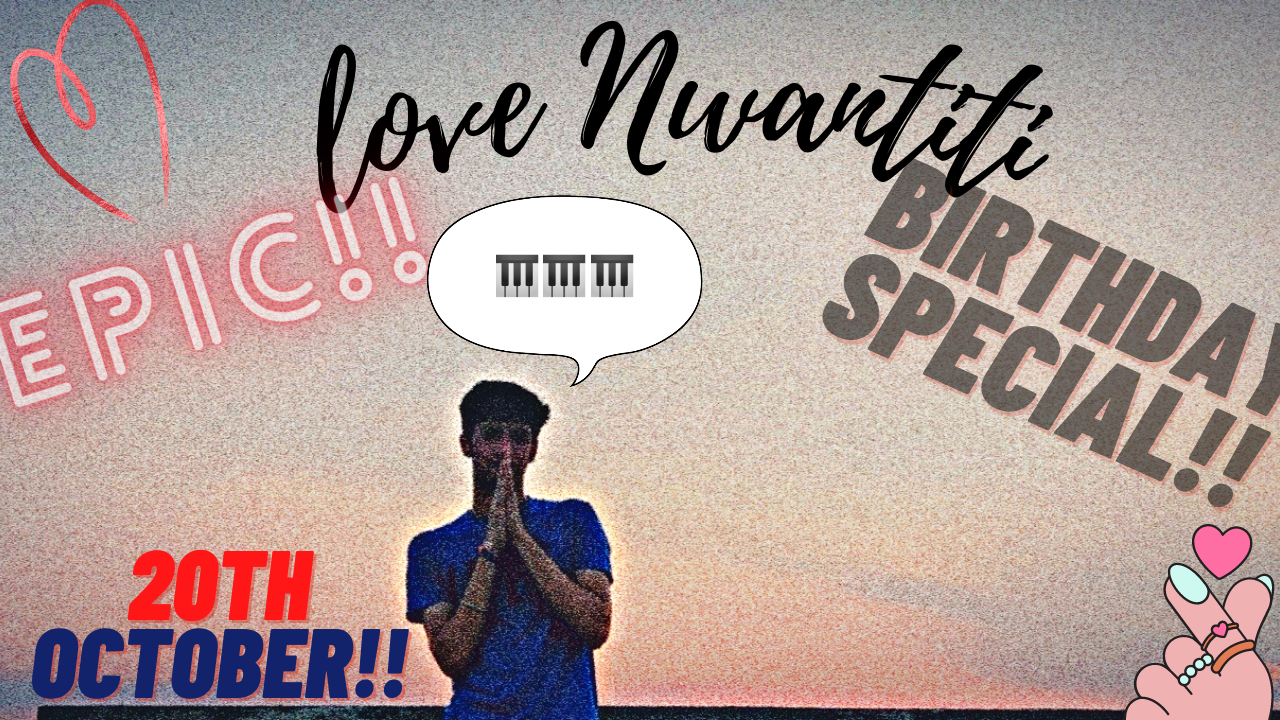 love Nwantiti
EPIC!!
BIRTHDAY
SPECIAL!!
20TH
OCTOBER!!